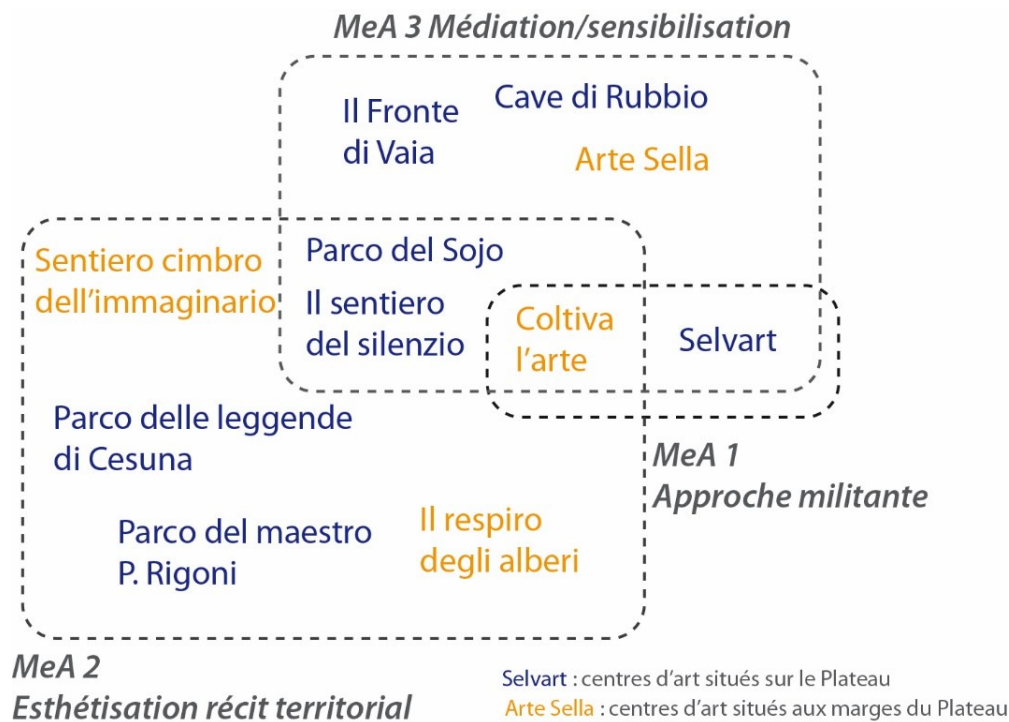 MeA 3 Médiation/sensibilisation
Il Fronte
di Vaia
Cave di Rubbio
Arte Sella
Sentiero cimbro
dell'immaginario
Parco del Sojo
Il sentiero
del silenzio
Coltiva
l'arte
Selvart
Parco delle leggende
di Cesuna
MeA 1
Approche militante
Parco del maestro
P. Rigoni
Il respiro
degli alberi
MeA 2
Esthétisation récit territorial
Selvart : centres d'art situés sur le Plateau
Arte Sella : centres d'art situés aux marges du Plateau